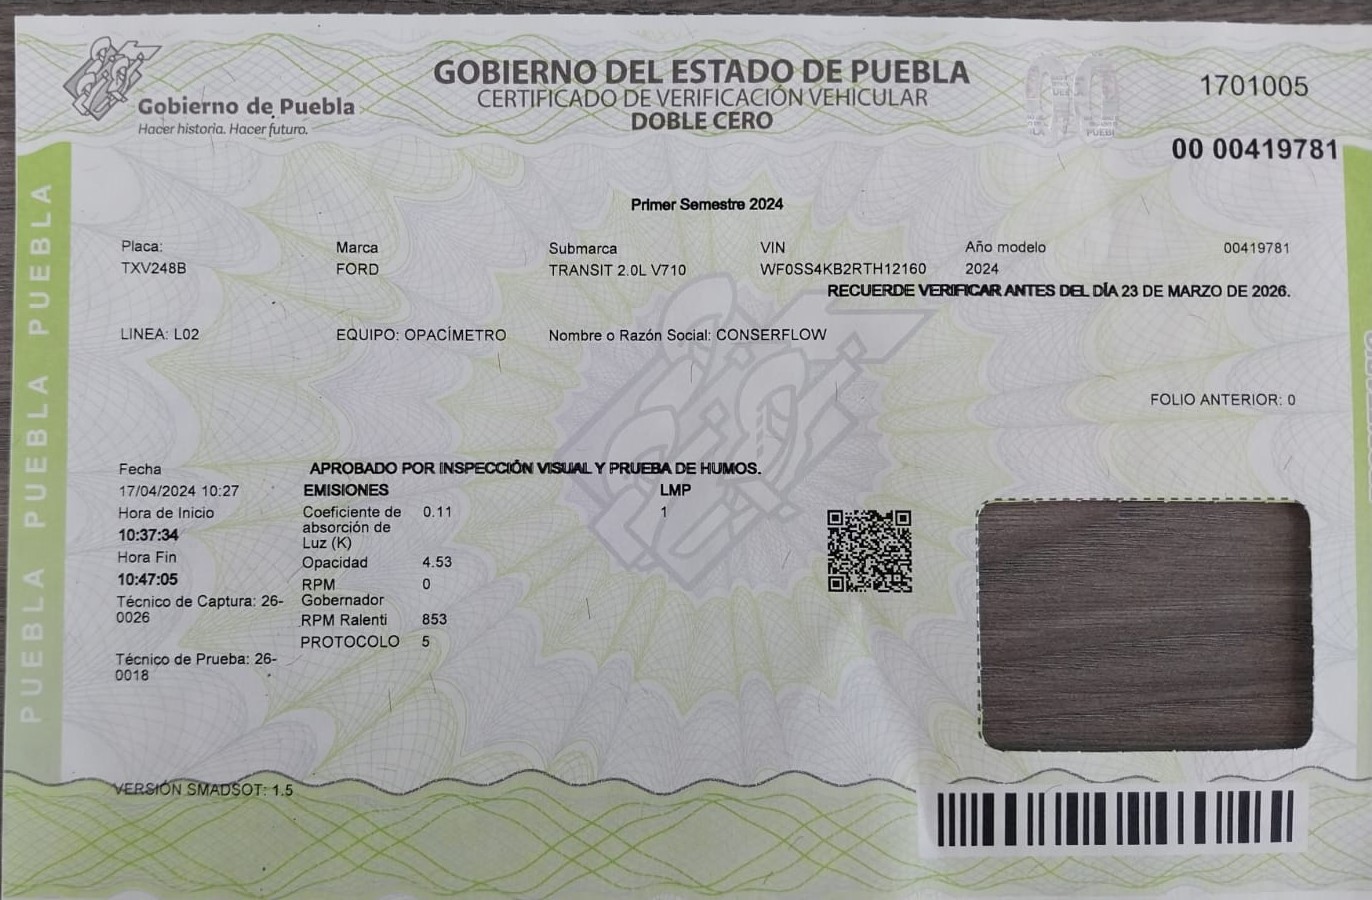 Gobierno de Puebla
Hacer historia. Hacer futuro.
GOBIERNO DEL ESTADO DE PUEBLA
CERTIFICADO DE VERIFICACIÓN VEHICULAR
DOBLE CERO
1701005
00 00419781
Primer Semestre 2024
Placa: Marca Submarca VIN Año modelo 00419781
TXV248B FORD TRANSIT 2.0L V710 WF0SS4KB2RTH12160 2024
RECUERDE VERIFICAR ANTES DEL DÍA 23 DE MARZO DE 2026.
LINEA: L02 EQUIPO: OPACÍMETRO Nombre o Razón Social: CONSERFLOW
FOLIO ANTERIOR: 0
Fecha APROBADO POR INSPECCIÓN VISUAL Y PRUEBA DE HUMOS.
17/04/2024 10:27 EMISIONES LMP
Hora de Inicio Coeficiente de 0.11 1
absorción de
10:37:34
Luz (K)
Hora Fin Opacidad 4.53
10:47:05 RPM 0
Técnico de Captura: 26- Gobernador
0026 RPM Ralenti 853
PROTOCOLO 5
Técnico de Prueba: 26-
0018
VERSIÓN SMADSOT: 1.5
PUEBLA PUEBLA PUEBLA PUEBLA